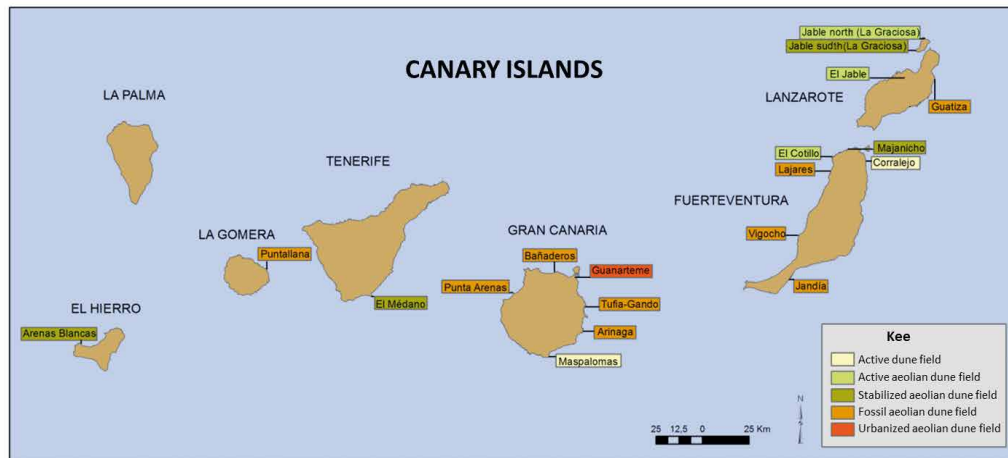 Jable north (La Graciosa)
Jable sudth(La Graciosa)
CANARY ISLANDS
El Jable
LA PALMA
LANZAROTE
Guatiza
Majanicho
El Cotillo
Corralejo
TENERIFE
Lajares
FUERTEVENTURA
GRAN CANARIA
LA GOMERA
Vigocho
Puntallana
Bañaderos
Guanarteme
Punta Arenas
Jandía
El Médano
Tufia-Gando
EL HIERRO
Arenas Blancas
Arinaga
Kee
Maspalomas
Active dune field
Active aeolian dune field
Stabilized aeolian dune field
Fossil aeolian dune field
Urbanized aeolian dune field
N
S
25 12,5 0 25 Km